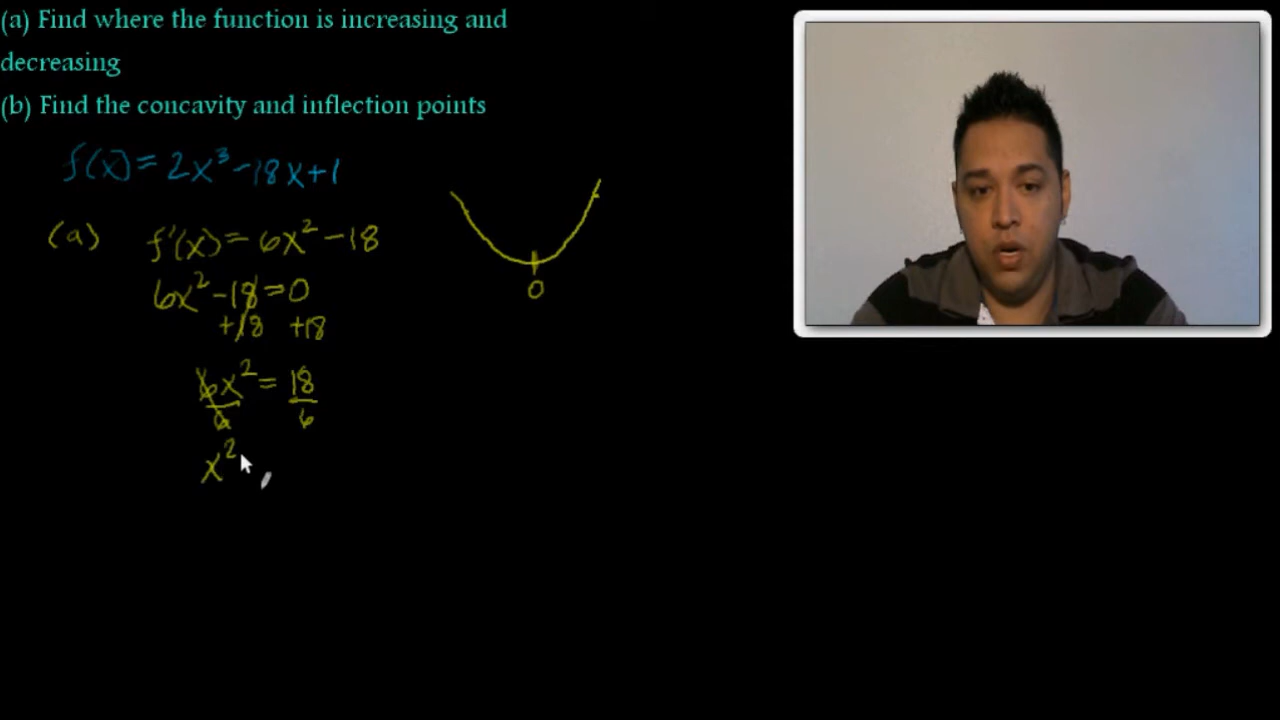 (a) Find where the function is increasing and
decreasing
(b) Find the concavity and inflection points
f(x) = 2x³ - 18x + 1
(a) f'(x) = 6x² - 18
6x² - 18 = 0
+18 +18
6x² = 18
6 6
x²
0